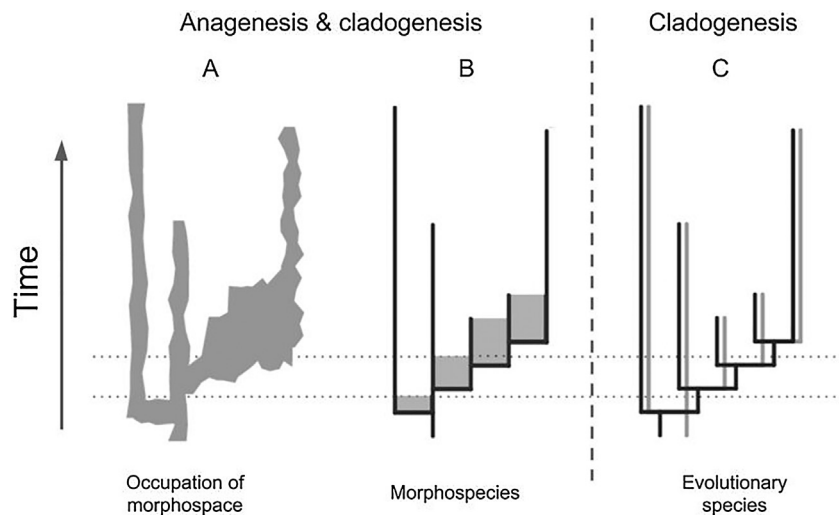 Anagenesis & cladogenesis
Cladogenesis
A
B
C
Time
Occupation of
morphospace
Morphospecies
Evolutionary
species